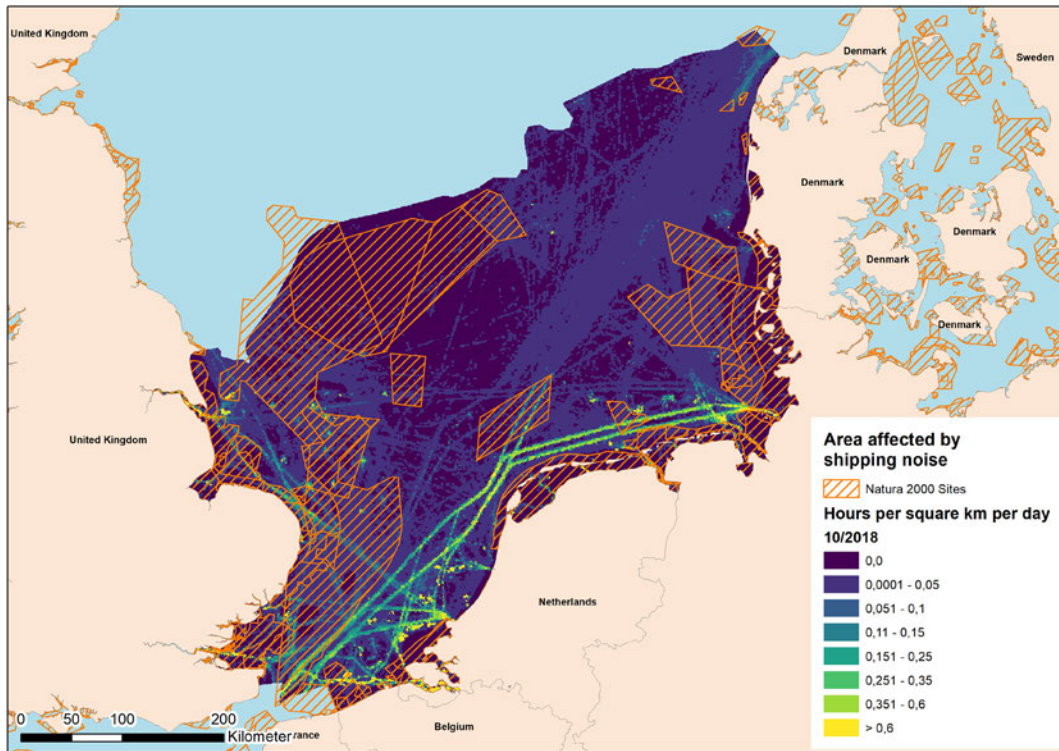 United Kingdom
Denmark
Sweden
Denmark
Denmark
Denmark
Denmark
United Kingdom
Netherlands
Belgium
rance
0 50 100 200
Kilometer
Area affected by
shipping noise
Natura 2000 Sites
Hours per square km per day
10/2018
0,0
0,0001 - 0,05
0,051 - 0,1
0,11 - 0,15
0,151 - 0,25
0,251 - 0,35
0,351 - 0,6
> 0,6